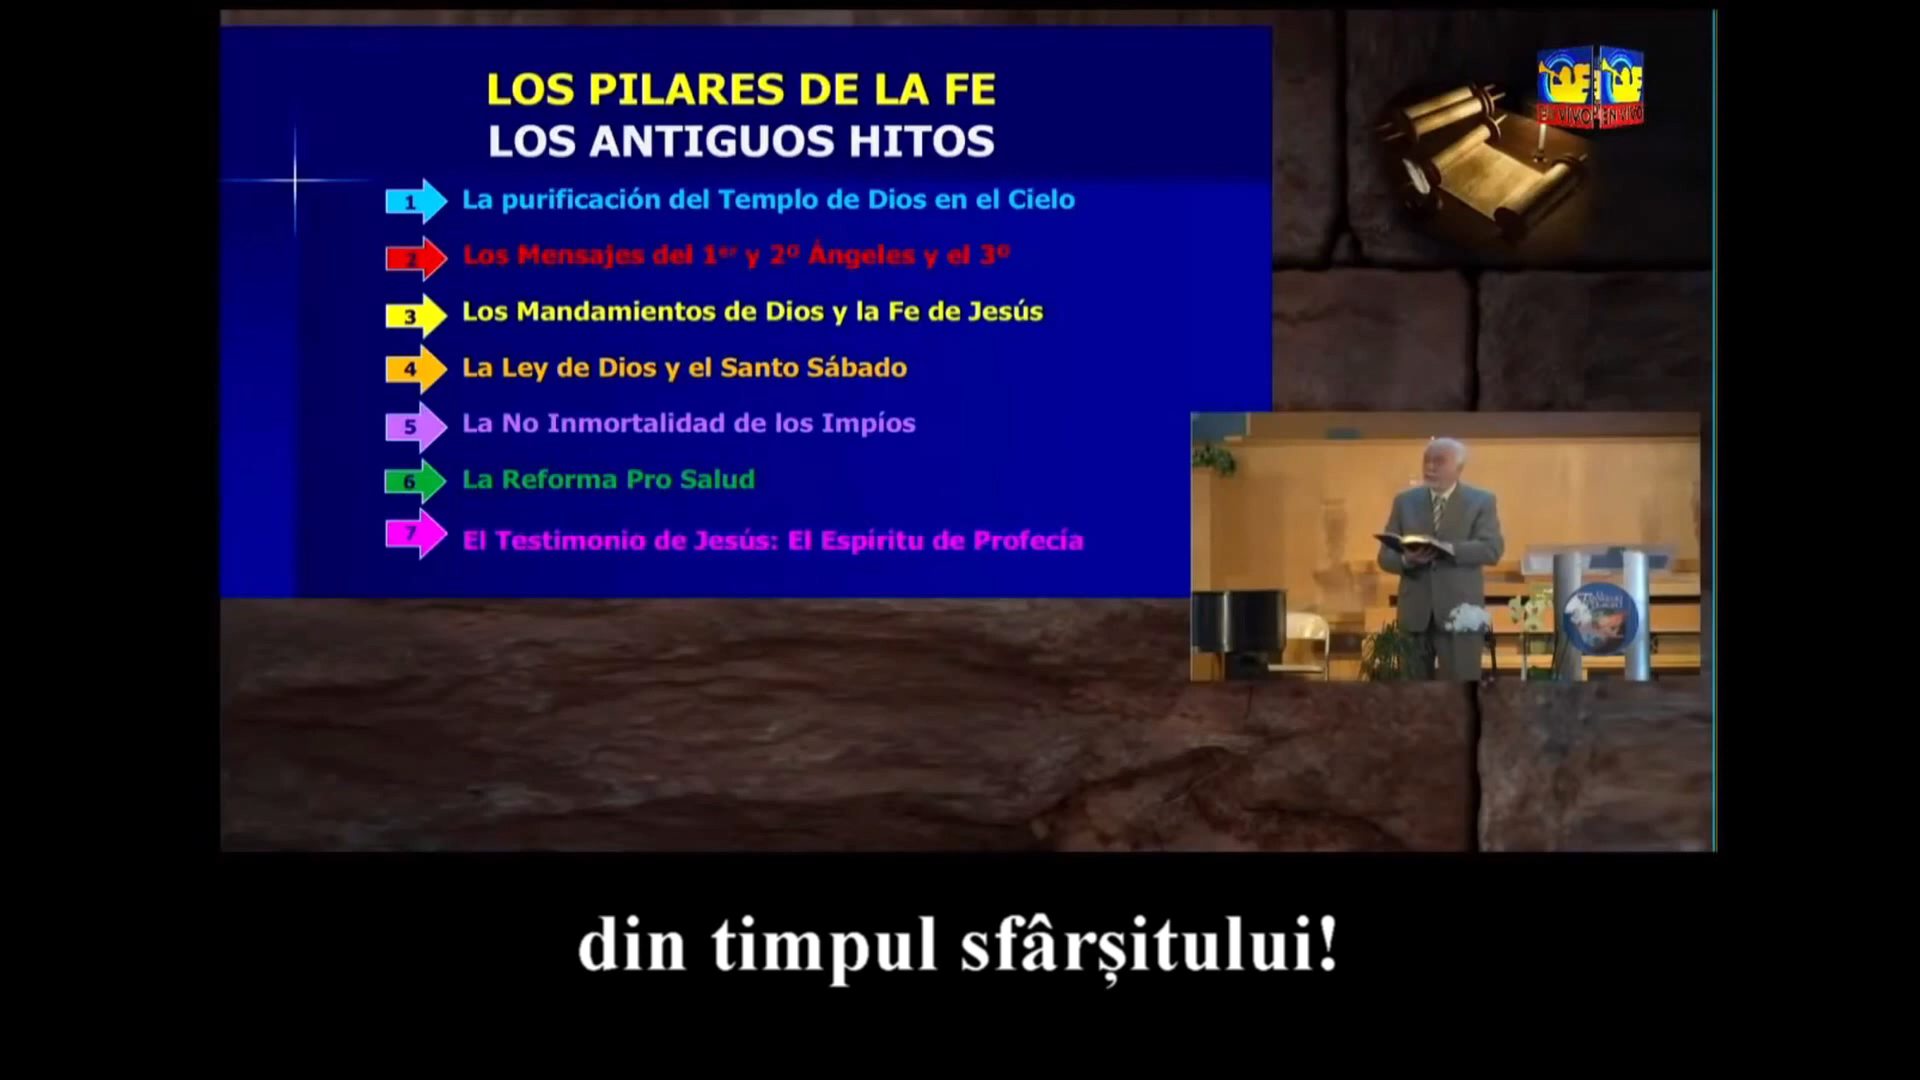 LOS PILARES DE LA FE
LOS ANTIGUOS HITOS
1 La purificación del Templo de Dios en el Cielo
2 Los Mensajes del 1er y 2º Ángeles y el 3º
3 Los Mandamientos de Dios y la Fe de Jesús
4 La Ley de Dios y el Santo Sábado
5 La No Inmortalidad de los Impíos
6 La Reforma Pro Salud
7 El Testimonio de Jesús: El Espíritu de Profecía
din timpul sfârșitului!